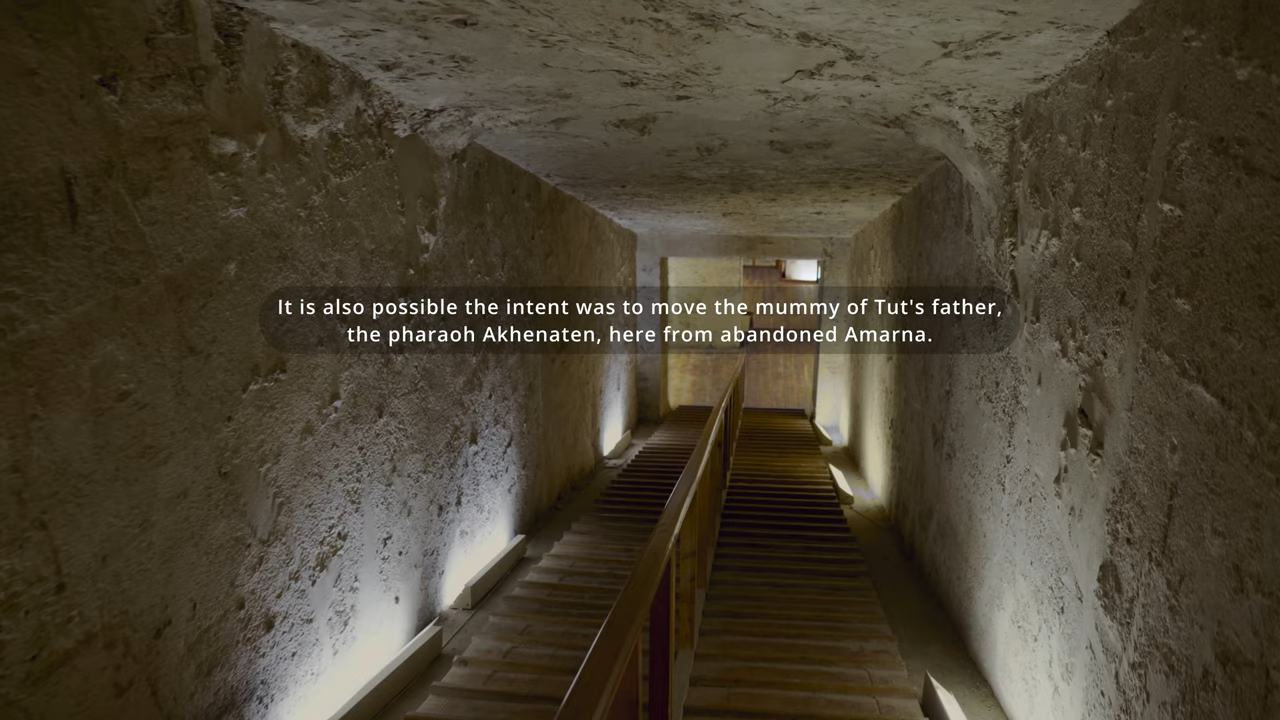 It is also possible the intent was to move the mummy of Tut's father,
the pharaoh Akhenaten, here from abandoned Amarna.